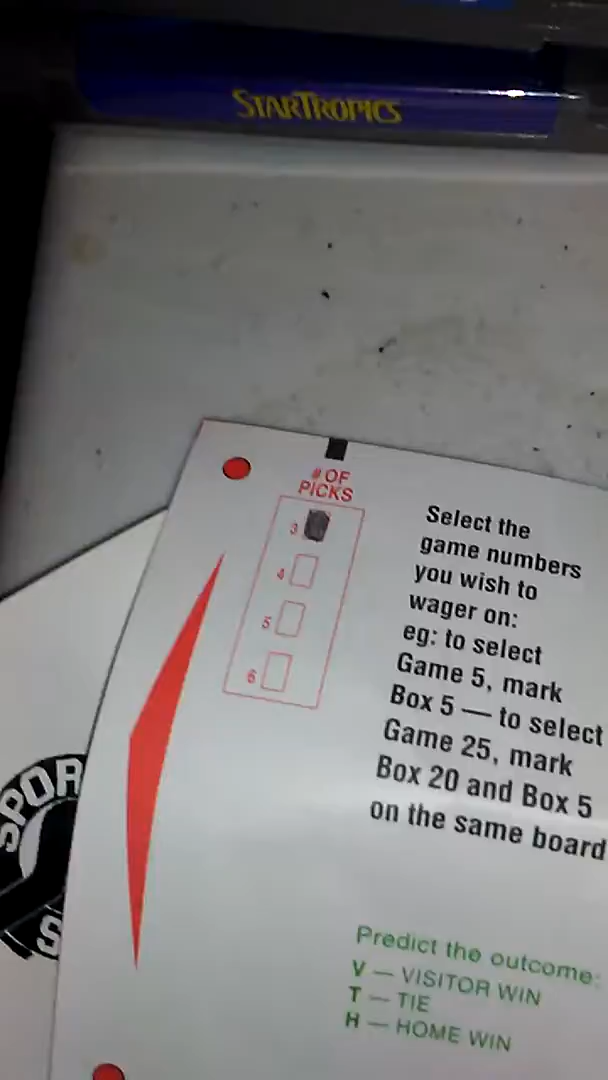 STARTROPICS
# OF
PICKS
3
4
5
6
Select the
game numbers
you wish to
wager on:
eg: to select
Game 5, mark
Box 5 — to select
Game 25, mark
Box 20 and Box 5
on the same board
Predict the outcome:
V — VISITOR WIN
T — TIE
H — HOME WIN
SPOR
S